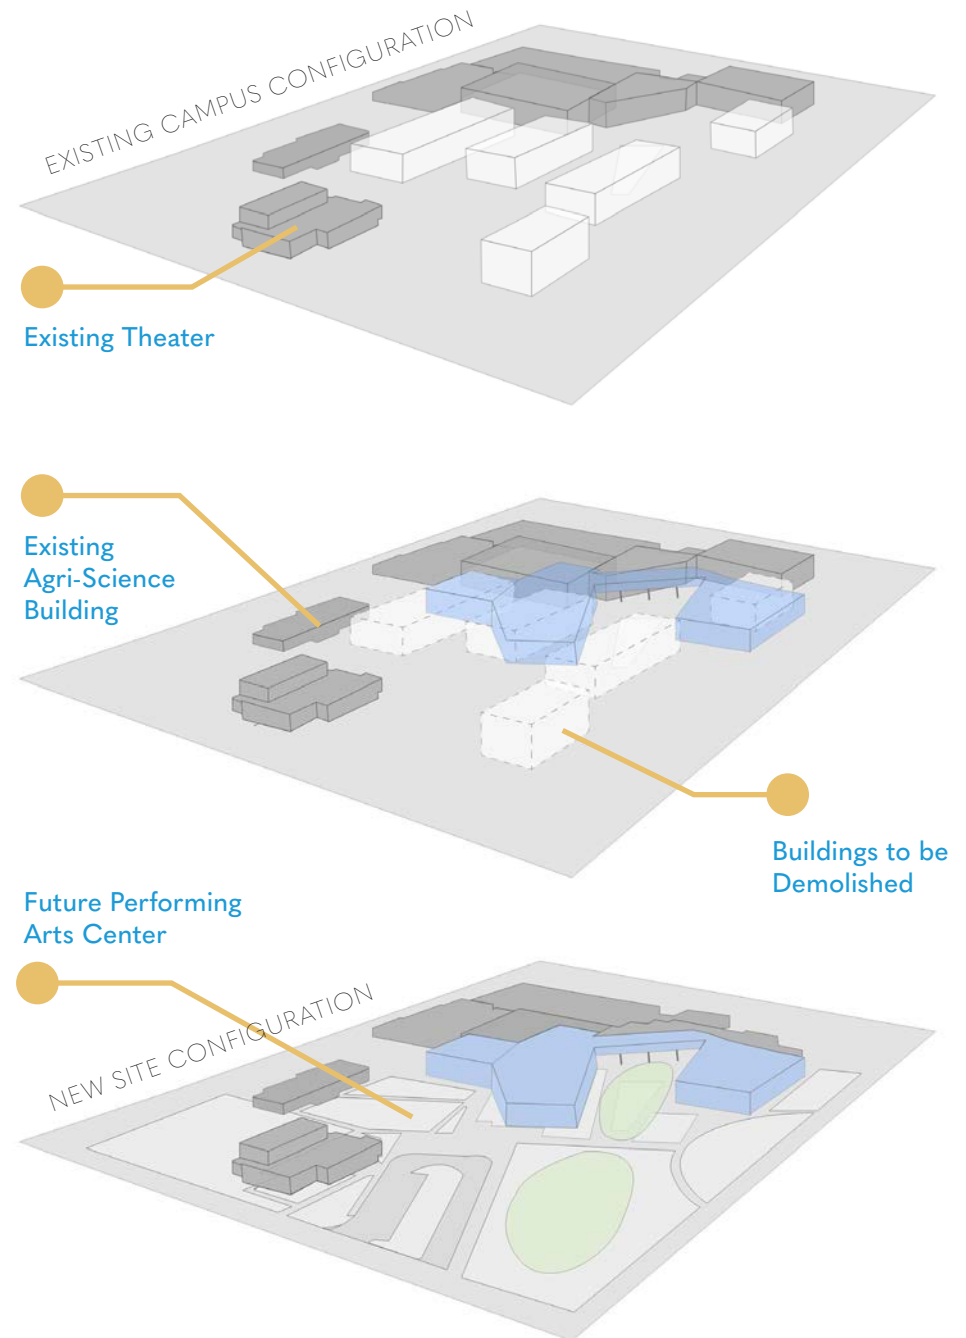 EXISTING CAMPUS CONFIGURATION
Existing Theater
Existing
Agri-Science
Building
Buildings to be
Demolished
Future Performing
Arts Center
NEW SITE CONFIGURATION